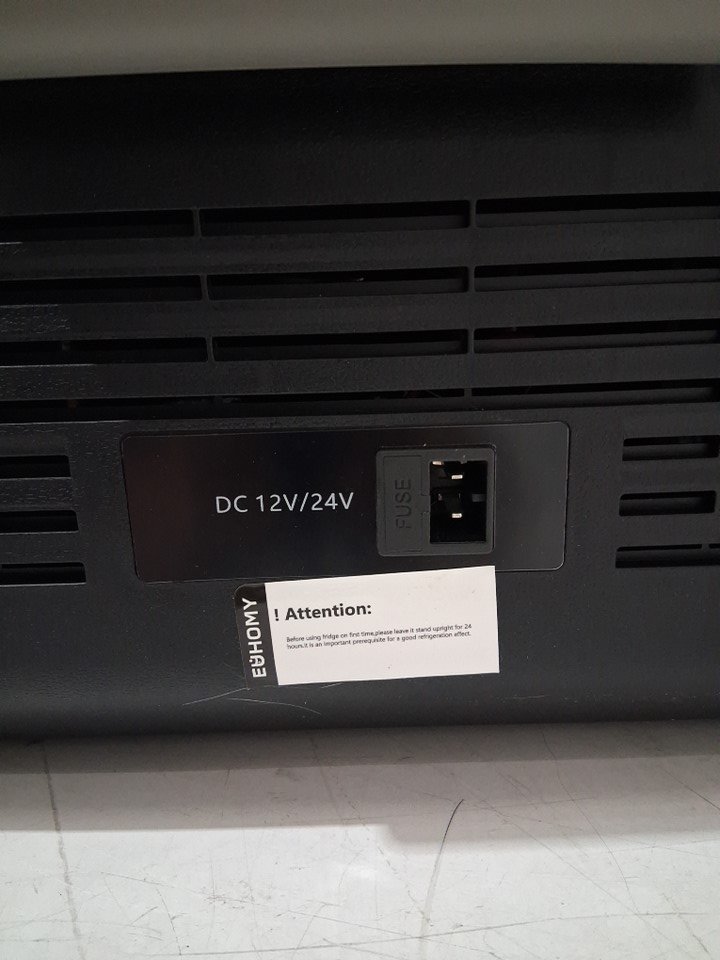 DC 12V/24V
FUSE
EUHOMY
! Attention:
Before using fridge on first time,please leave it stand upright for 24
hours.It is an important prerequisite for a good refrigeration effect.